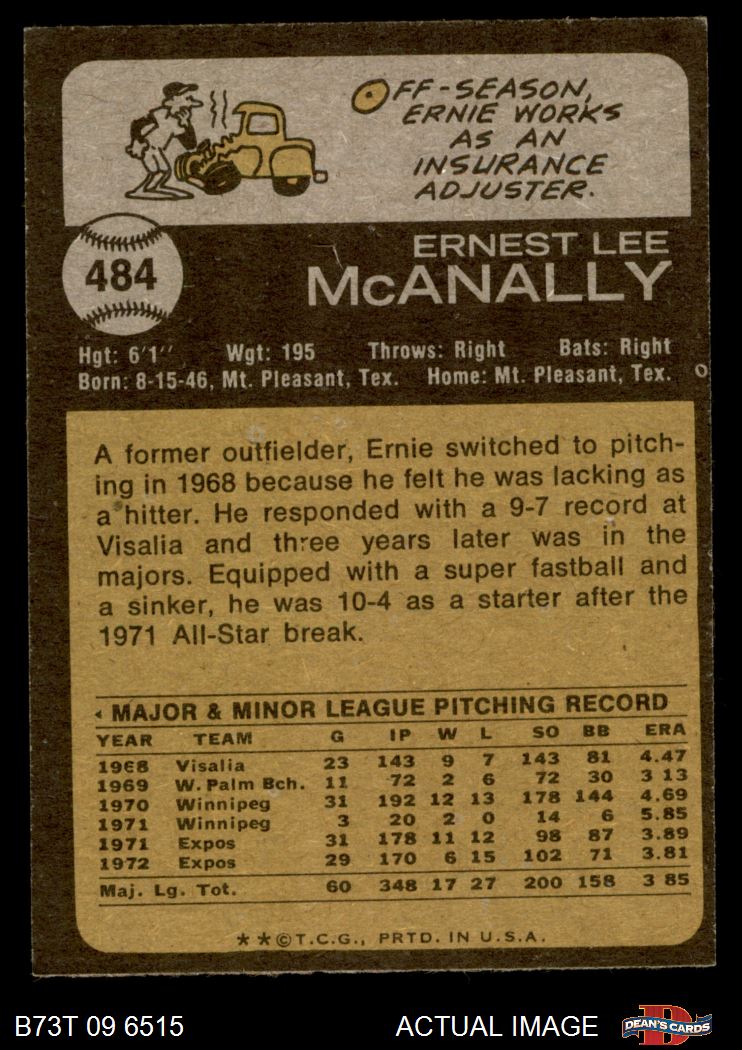 OFF-SEASON,
ERNIE WORKS
AS AN
INSURANCE
ADJUSTER.
484
ERNEST LEE
McANALLY
Hgt: 6'1" Wgt: 195 Throws: Right Bats: Right
Born: 8-15-46, Mt. Pleasant, Tex. Home: Mt. Pleasant, Tex.
A former outfielder, Ernie switched to pitch-
ing in 1968 because he felt he was lacking as
a hitter. He responded with a 9-7 record at
Visalia and three years later was in the
majors. Equipped with a super fastball and
a sinker, he was 10-4 as a starter after the
1971 All-Star break.
MAJOR & MINOR LEAGUE PITCHING RECORD
YEAR TEAM G IP W L SO BB ERA
1968 Visalia 23 143 9 7 143 81 4.47
1969 W. Palm Bch. 11 72 2 6 72 30 3 13
1970 Winnipeg 31 192 12 13 178 144 4.69
1971 Winnipeg 3 20 2 0 14 6 5.85
1971 Expos 31 178 11 12 98 87 3.89
1972 Expos 29 170 6 15 102 71 3.81
Maj. Lg. Tot. 60 348 17 27 200 158 3 85
**©T.C.G., PRTD. IN U.S.A.
B73T 09 6515 ACTUAL IMAGE D DEAN'S CARDS